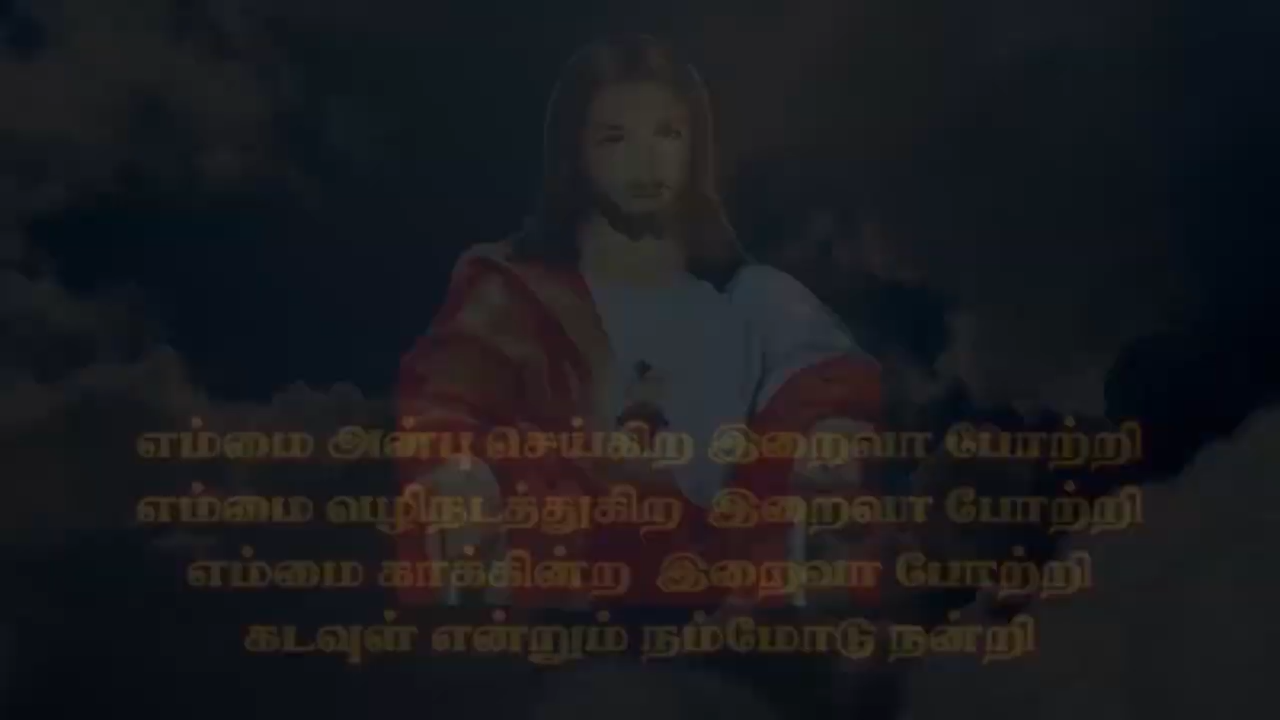 எம்மை அன்பு செய்கிற இறைவா போற்றி
எம்மை வழிநடத்துகிற இறைவா போற்றி
எம்மை காக்கின்ற இறைவா போற்றி
கடவுள் என்றும் நம்மோடு நன்றி